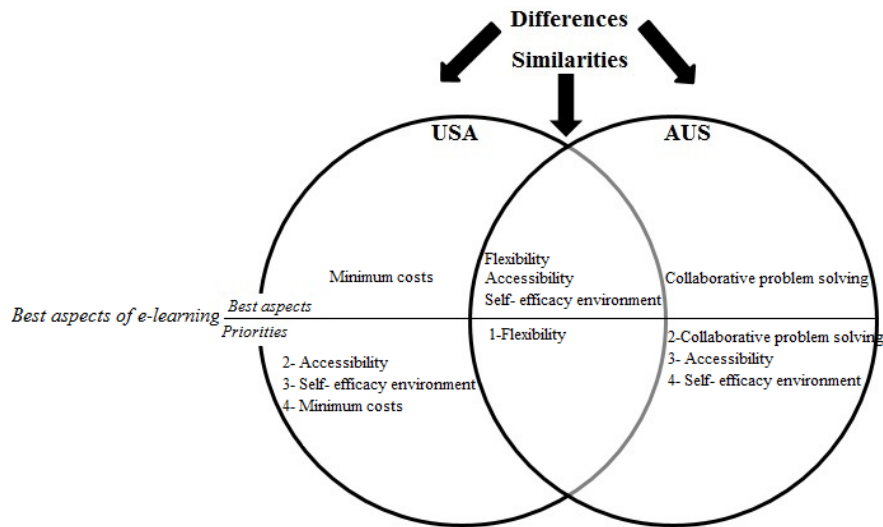 Differences
Similarities
USA
AUS
Minimum costs
Flexibility
Accessibility
Self- efficacy environment
Collaborative problem solving
Best aspects of e-learning
Best aspects
Priorities
1-Flexibility
2- Accessibility
3- Self- efficacy environment
4- Minimum costs
2-Collaborative problem solving
3- Accessibility
4- Self- efficacy environment